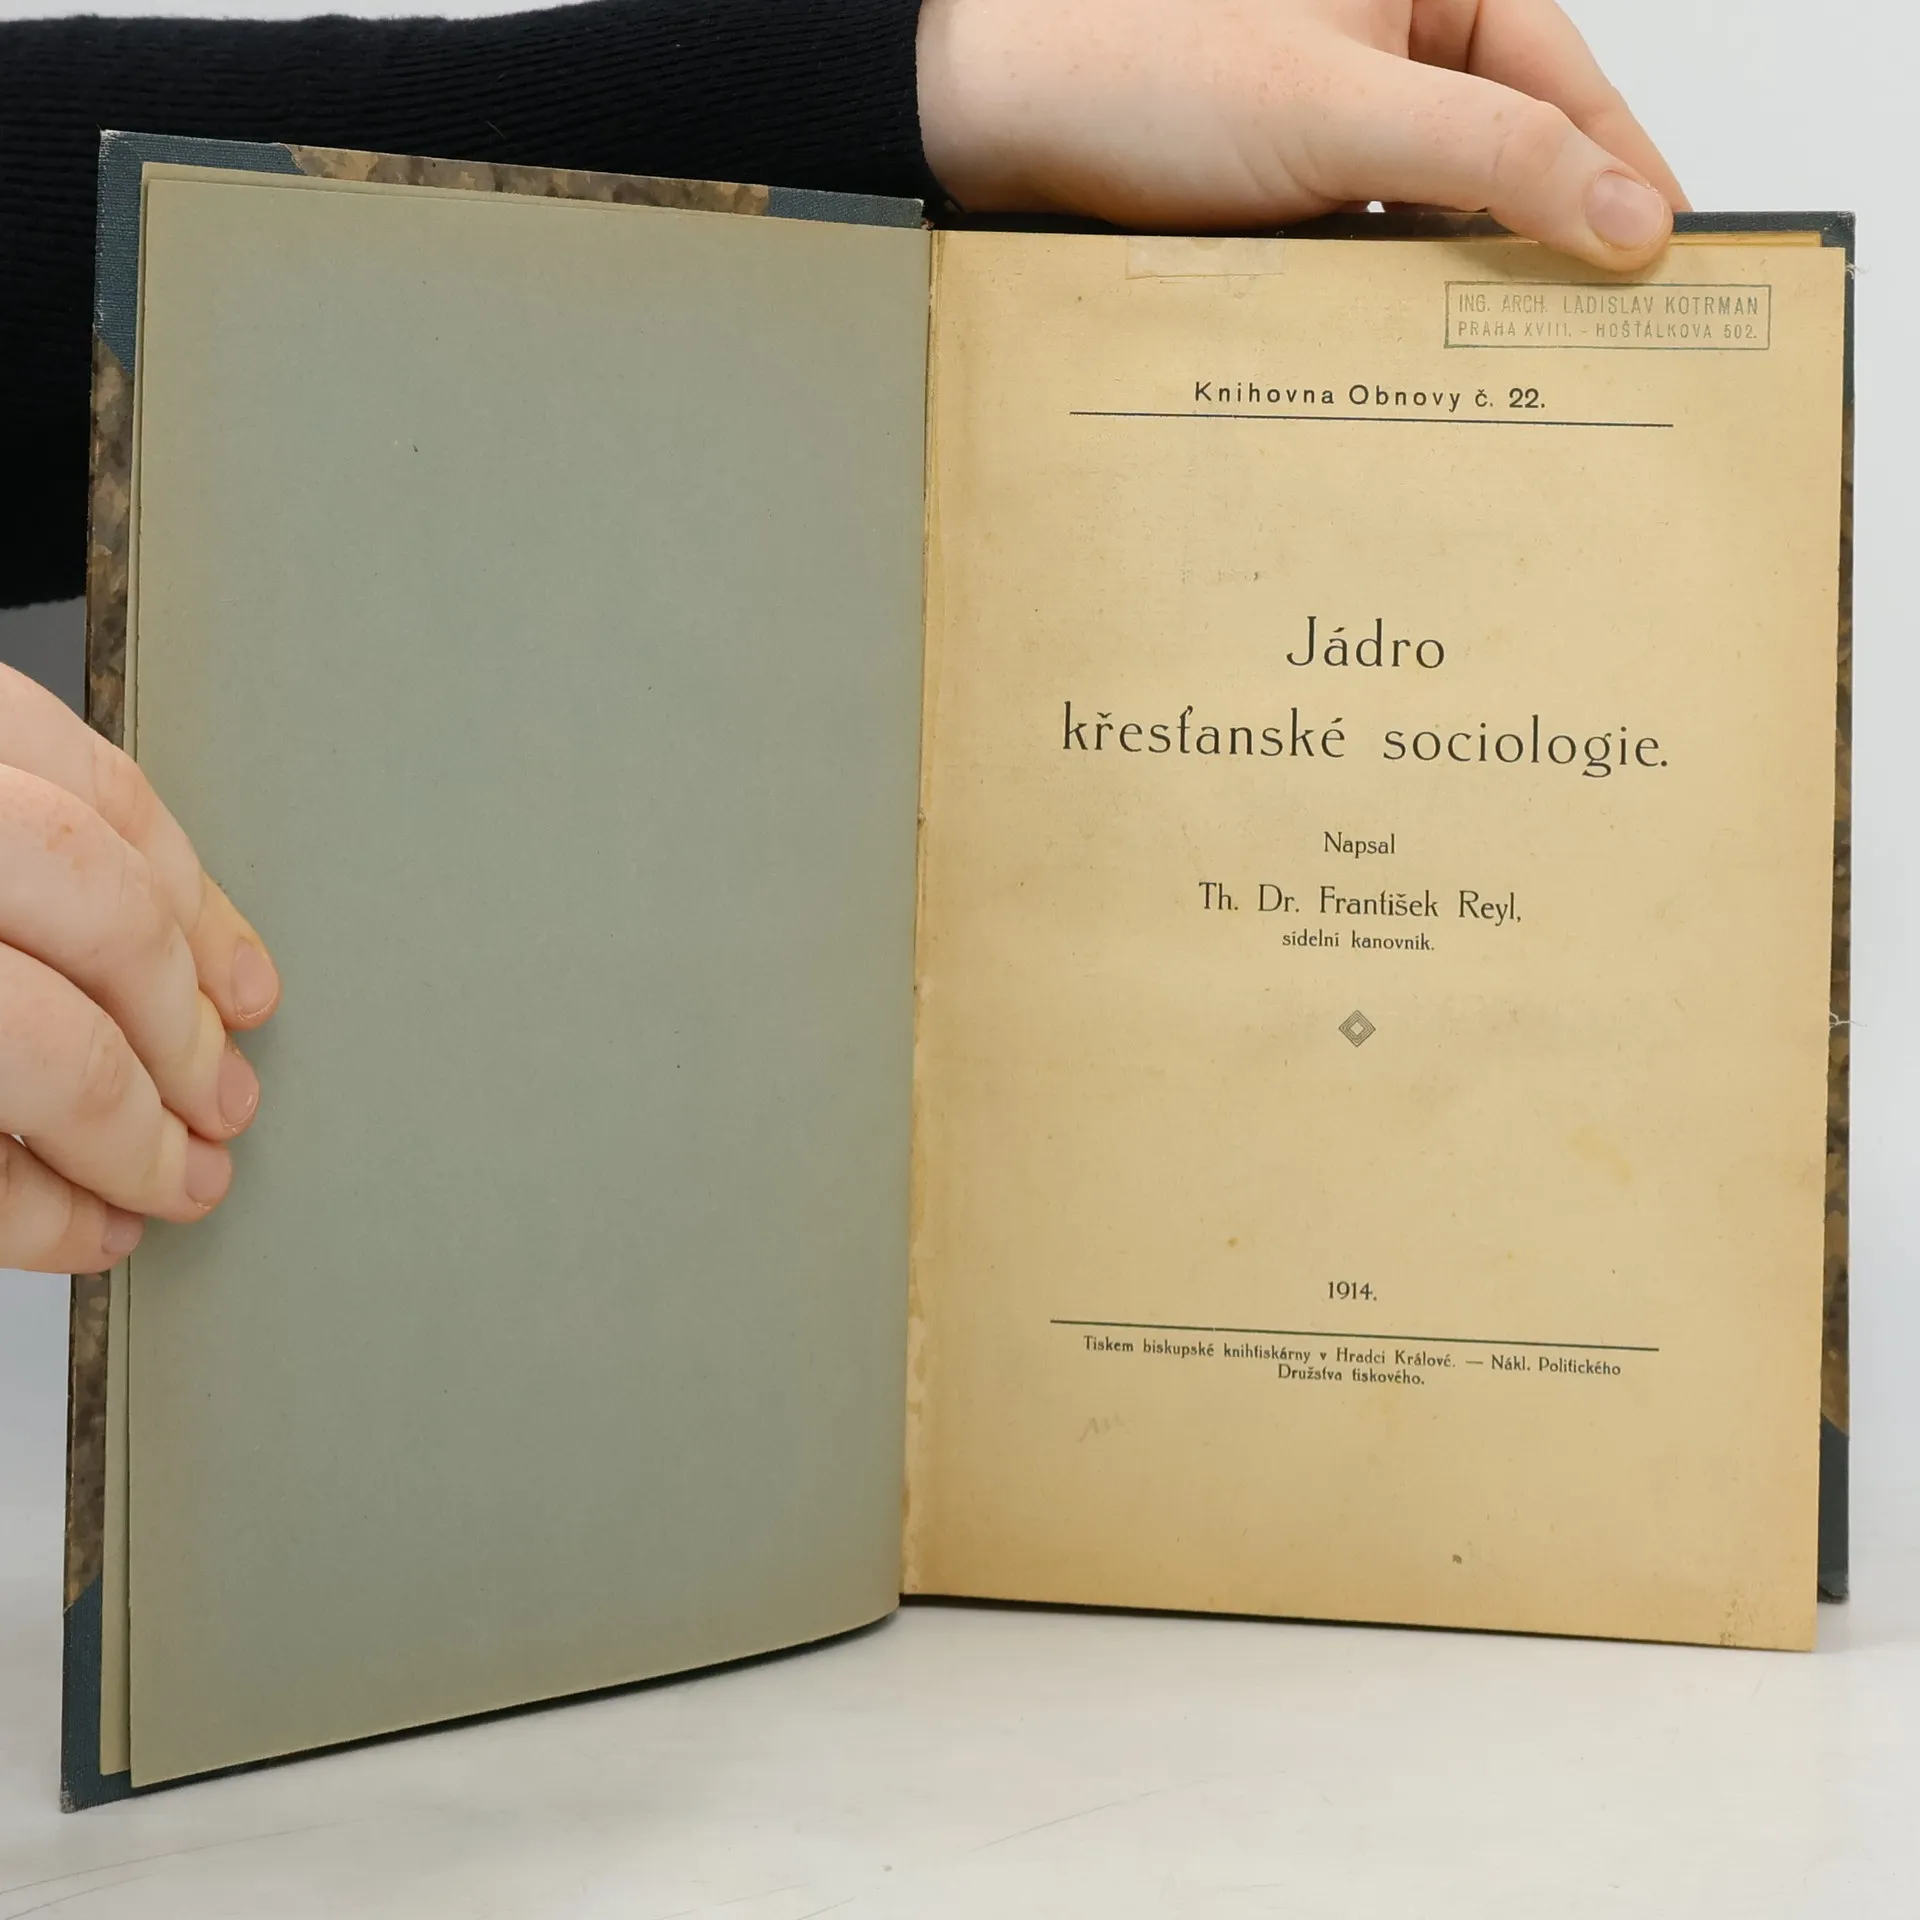 ING. ARCH. LADISLAV KOTRMAN
PRAHA XVIII. - HOŠŤÁLKOVA 502.
Knihovna Obnovy č. 22.
Jádro
křesťanské sociologie.
Napsal
Th. Dr. František Reyl,
sídelní kanovník.
1914.
Tiskem biskupské knihtiskárny v Hradci Králové. — Nákl. Politického
Družstva tiskového.